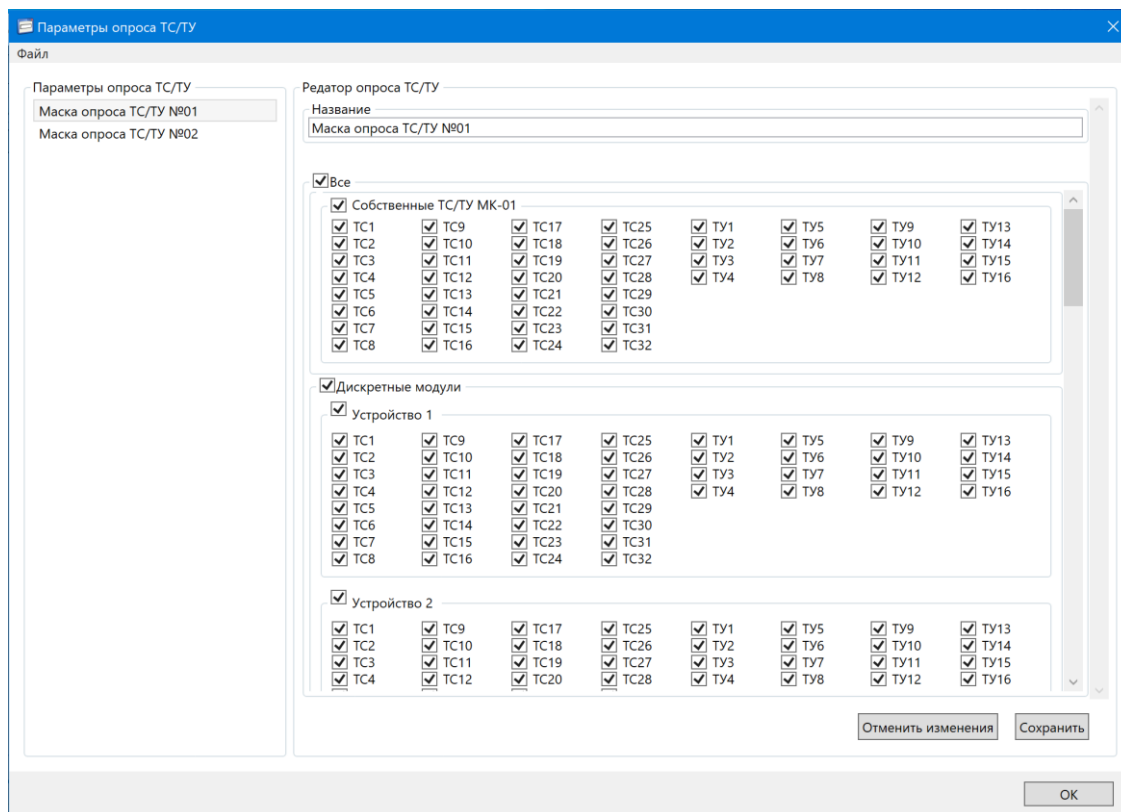 Параметры опроса ТС/ТУ
Файл
Параметры опроса ТС/ТУ
Маска опроса ТС/ТУ №01
Маска опроса ТС/ТУ №02
Редатор опроса ТС/ТУ
Название
Маска опроса ТС/ТУ №01
Все
Собственные ТС/ТУ МК-01
ТС1 ТС9 ТС17 ТС25 ТУ1 ТУ5 ТУ9 ТУ13
ТС2 ТС10 ТС18 ТС26 ТУ2 ТУ6 ТУ10 ТУ14
ТС3 ТС11 ТС19 ТС27 ТУ3 ТУ7 ТУ11 ТУ15
ТС4 ТС12 ТС20 ТС28 ТУ4 ТУ8 ТУ12 ТУ16
ТС5 ТС13 ТС21 ТС29
ТС6 ТС14 ТС22 ТС30
ТС7 ТС15 ТС23 ТС31
ТС8 ТС16 ТС24 ТС32
Дискретные модули
Устройство 1
ТС1 ТС9 ТС17 ТС25 ТУ1 ТУ5 ТУ9 ТУ13
ТС2 ТС10 ТС18 ТС26 ТУ2 ТУ6 ТУ10 ТУ14
ТС3 ТС11 ТС19 ТС27 ТУ3 ТУ7 ТУ11 ТУ15
ТС4 ТС12 ТС20 ТС28 ТУ4 ТУ8 ТУ12 ТУ16
ТС5 ТС13 ТС21 ТС29
ТС6 ТС14 ТС22 ТС30
ТС7 ТС15 ТС23 ТС31
ТС8 ТС16 ТС24 ТС32
Устройство 2
ТС1 ТС9 ТС17 ТС25 ТУ1 ТУ5 ТУ9 ТУ13
ТС2 ТС10 ТС18 ТС26 ТУ2 ТУ6 ТУ10 ТУ14
ТС3 ТС11 ТС19 ТС27 ТУ3 ТУ7 ТУ11 ТУ15
ТС4 ТС12 ТС20 ТС28 ТУ4 ТУ8 ТУ12 ТУ16
Отменить изменения Сохранить
ОК